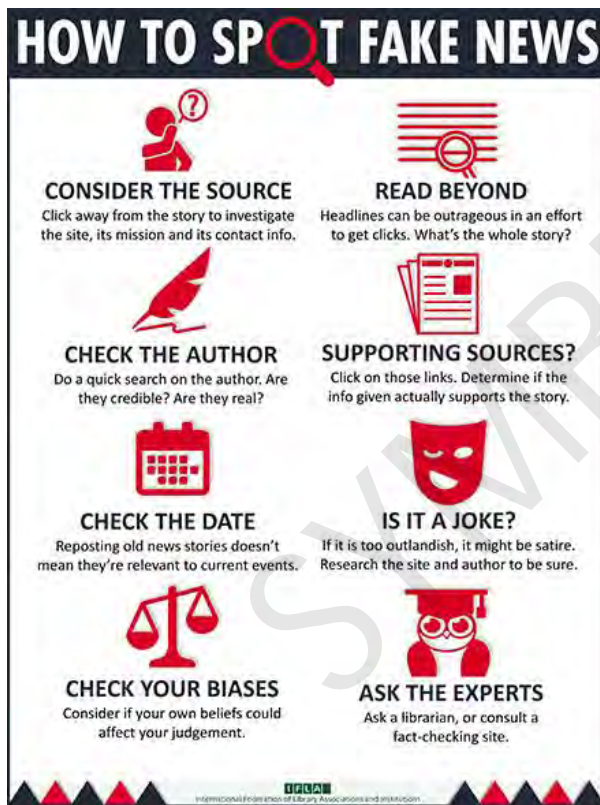 HOW TO SPOT FAKE NEWS
?
CONSIDER THE SOURCE
Click away from the story to investigate
the site, its mission and its contact info.
READ BEYOND
Headlines can be outrageous in an effort
to get clicks. What's the whole story?
CHECK THE AUTHOR
Do a quick search on the author. Are
they credible? Are they real?
SUPPORTING SOURCES?
Click on those links. Determine if the
info given actually supports the story.
CHECK THE DATE
Reposting old news stories doesn't
mean they're relevant to current events.
IS IT A JOKE?
If it is too outlandish, it might be satire.
Research the site and author to be sure.
CHECK YOUR BIASES
Consider if your own beliefs could
affect your judgement.
ASK THE EXPERTS
Ask a librarian, or consult a
fact-checking site.
IFLA
International Federation of Library Associations and Institutions